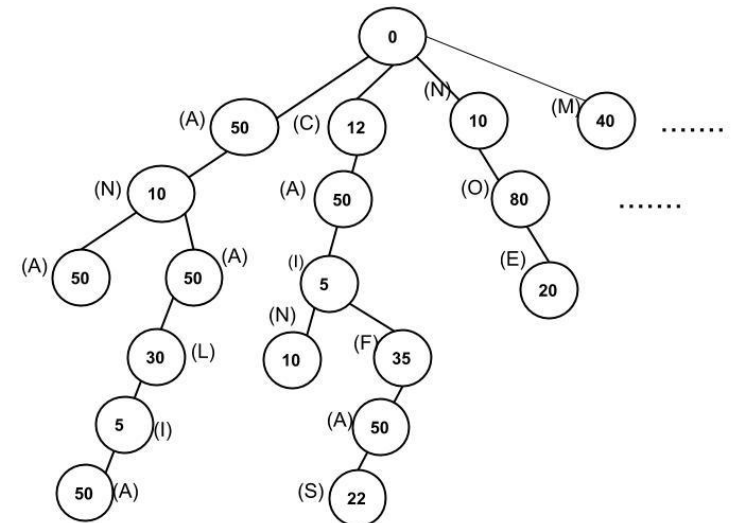 0
(N)
(A) 50 (C) 12 10 (M) 40 .......
(N) 10 (A) 50 (O) 80 .......
(A) 50 50 (A) (I) 5 (E) 20
(N) (F)
30 (L) 10 35
5 (I) (A) 50
50 (A) (S) 22